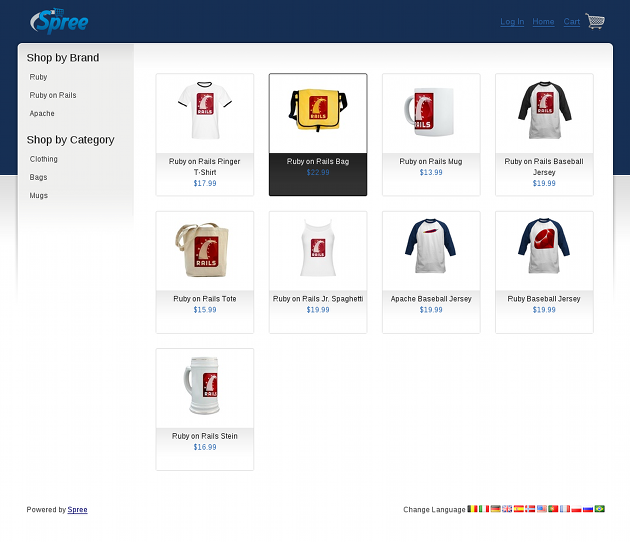 Spree
Log In Home Cart
Shop by Brand
Ruby
Ruby on Rails
Apache
Shop by Category
Clothing
Bags
Mugs
RAILS
Ruby on Rails Ringer
T-Shirt
$17.99
RAILS
Ruby on Rails Bag
$22.99
RAILS
Ruby on Rails Mug
$13.99
RAILS
Ruby on Rails Baseball
Jersey
$19.99
RAILS
Ruby on Rails Tote
$15.99
RAILS
Ruby on Rails Jr. Spaghetti
$19.99
Apache Baseball Jersey
$19.99
Ruby Baseball Jersey
$19.99
RAILS
Ruby on Rails Stein
$16.99
Powered by Spree
Change Language